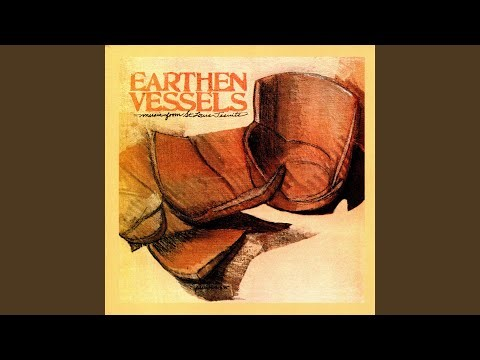 EARTHEN
VESSELS
music from St. Louis Jesuits